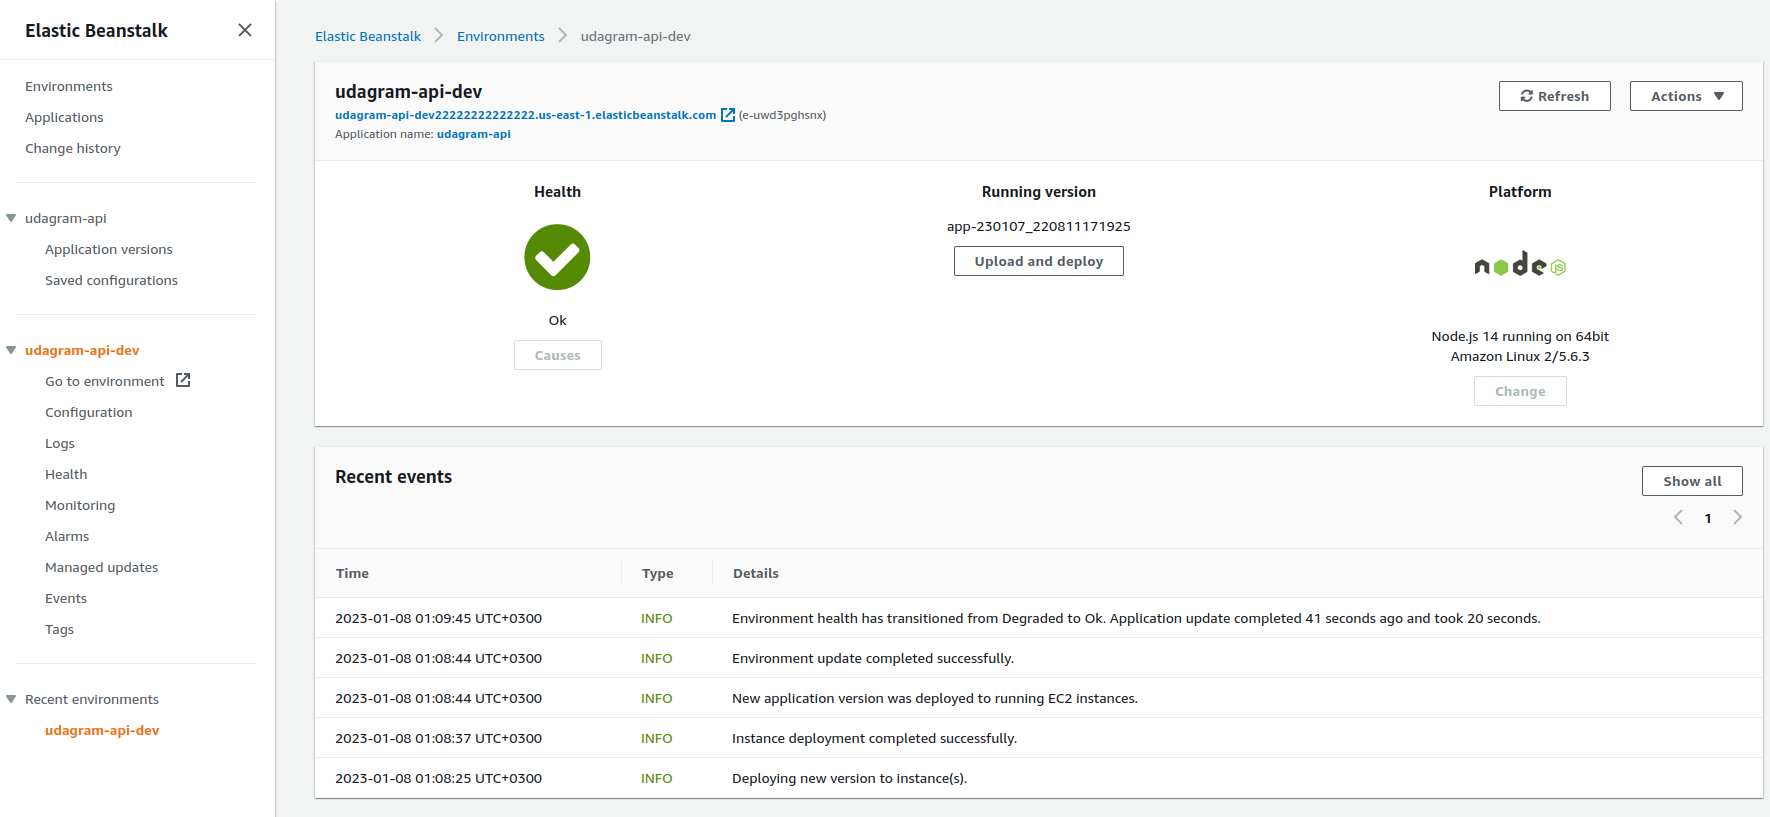 Elastic Beanstalk
Environments
Applications
Change history
udagram-api
Application versions
Saved configurations
udagram-api-dev
Go to environment
Configuration
Logs
Health
Monitoring
Alarms
Managed updates
Events
Tags
Recent environments
udagram-api-dev
Elastic Beanstalk Environments udagram-api-dev
udagram-api-dev
udagram-api-dev22222222222222.us-east-1.elasticbeanstalk.com (e-uwd3pghsnx)
Application name: udagram-api
Refresh Actions
Health
Ok
Causes
Running version
app-230107_220811171925
Upload and deploy
Platform
node JS
Node.js 14 running on 64bit
Amazon Linux 2/5.6.3
Change
Recent events
Show all
1
Time Type Details
2023-01-08 01:09:45 UTC+0300 INFO Environment health has transitioned from Degraded to Ok. Application update completed 41 seconds ago and took 20 seconds.
2023-01-08 01:08:44 UTC+0300 INFO Environment update completed successfully.
2023-01-08 01:08:44 UTC+0300 INFO New application version was deployed to running EC2 instances.
2023-01-08 01:08:37 UTC+0300 INFO Instance deployment completed successfully.
2023-01-08 01:08:25 UTC+0300 INFO Deploying new version to instance(s).